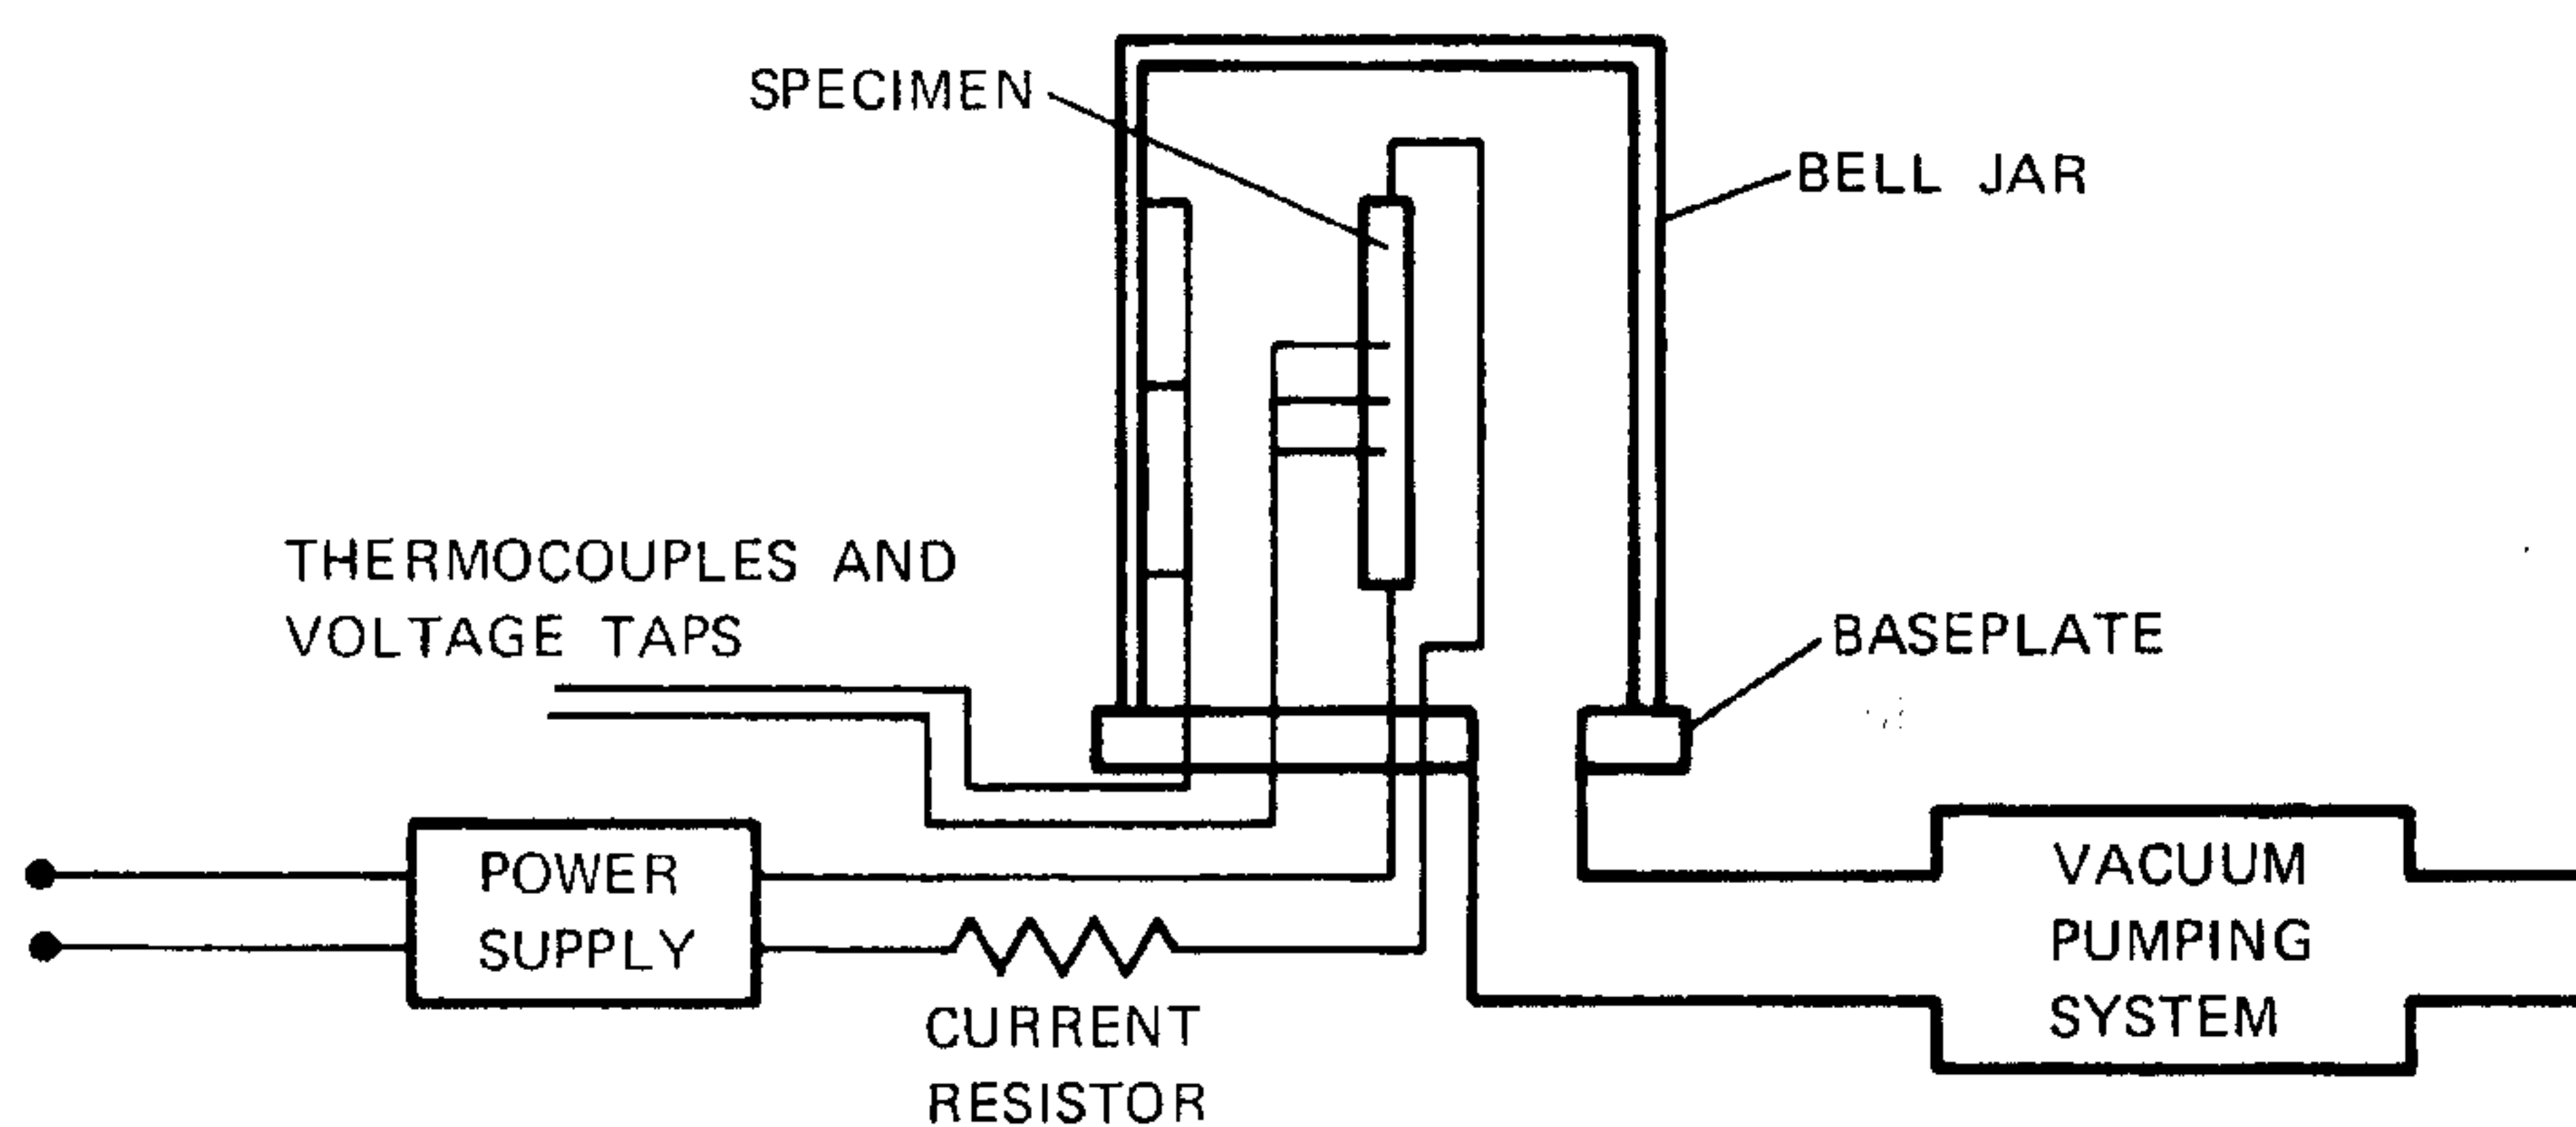 SPECIMEN
BELL JAR
THERMOCOUPLES AND
VOLTAGE TAPS
BASEPLATE
POWER
SUPPLY
VACUUM
PUMPING
SYSTEM
CURRENT
RESISTOR